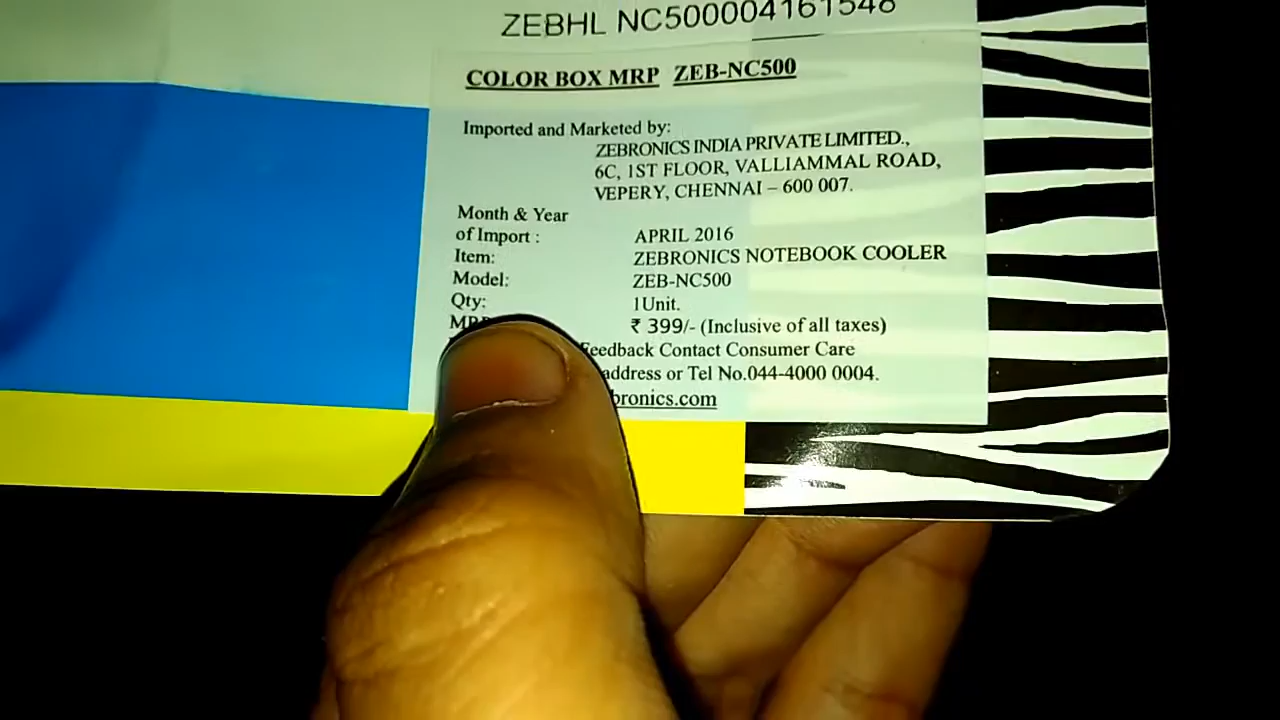 ZEBHL NC500004161548
COLOR BOX MRP ZEB-NC500
Imported and Marketed by:
ZEBRONICS INDIA PRIVATE LIMITED.,
6C, 1ST FLOOR, VALLIAMMAL ROAD,
VEPERY, CHENNAI – 600 007.
Month & Year
of Import : APRIL 2016
Item: ZEBRONICS NOTEBOOK COOLER
Model: ZEB-NC500
Qty: 1Unit.
₹ 399/- (Inclusive of all taxes)
Feedback Contact Consumer Care
address or Tel No.044-4000 0004.
bronics.com